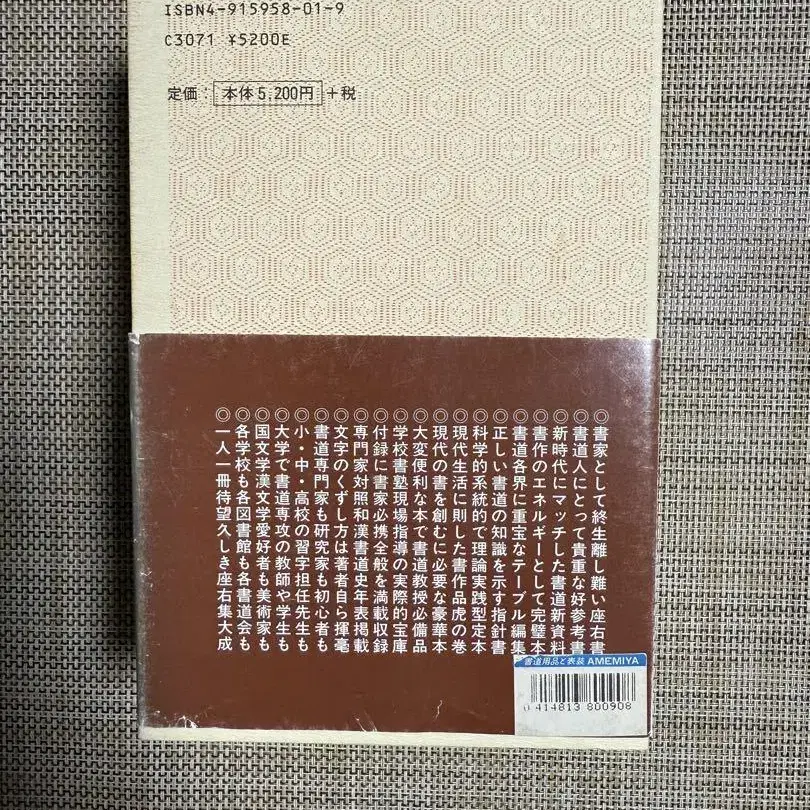 ISBN4-915958-01-9
C3071 ¥5200E
定価: 本体5,200円 +税
◎書家として終生離し難い座右書
◎書道人にとって貴重な好参考書
◎新時代にマッチした書道新資料
◎書作のエネルギーとして完璧本
◎書道各界に重宝なテーブル編集
◎正しい書道の知識を示す指針書
◎科学的系統的で理論実践型定本
◎現代生活に則した書作品虎の巻
◎現代の書を創むに必要な豪華本
◎大変便利な本で書道教授必備品
◎学校書塾現場指導の実際的宝庫
◎付録に書家必携全般を満載収録
◎専門家対照和漢書道史年表掲載
◎文字のくずし方は著者自ら揮毫
◎書道専門家も研究家も初心者も
◎小・中・高校の習字担任先生も
◎大学で書道専攻の教師や学生も
◎国文学漢文学愛好者も美術家も
◎各学校も各図書館も各書道会も
◎一人一冊待望久しき座右集大成
書道用品と表装 AMEMIYA
0 414813 800908